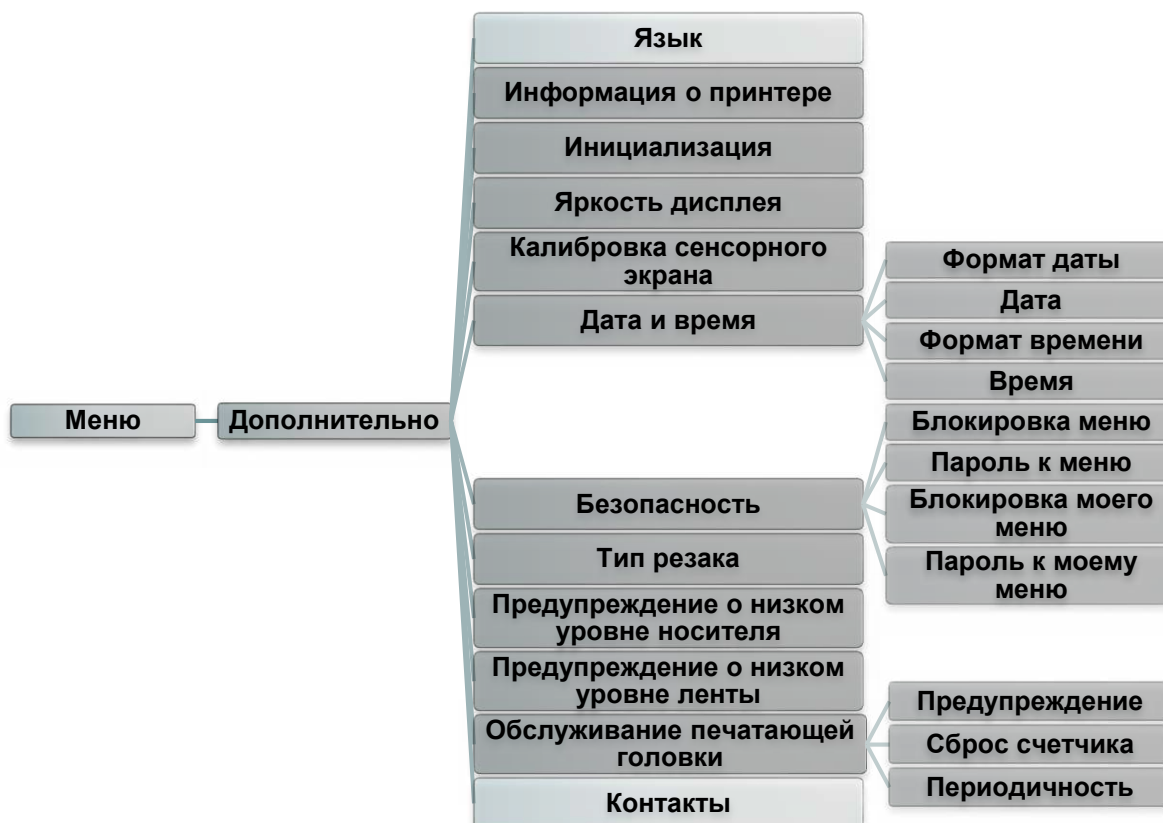 Меню
Дополнительно
Язык
Информация о принтере
Инициализация
Яркость дисплея
Калибровка сенсорного
экрана
Дата и время
Формат даты
Дата
Формат времени
Время
Безопасность
Блокировка меню
Пароль к меню
Блокировка моего
меню
Пароль к моему
меню
Тип резака
Предупреждение о низком
уровне носителя
Предупреждение о низком
уровне ленты
Обслуживание печатающей
головки
Предупреждение
Сброс счетчика
Периодичность
Контакты